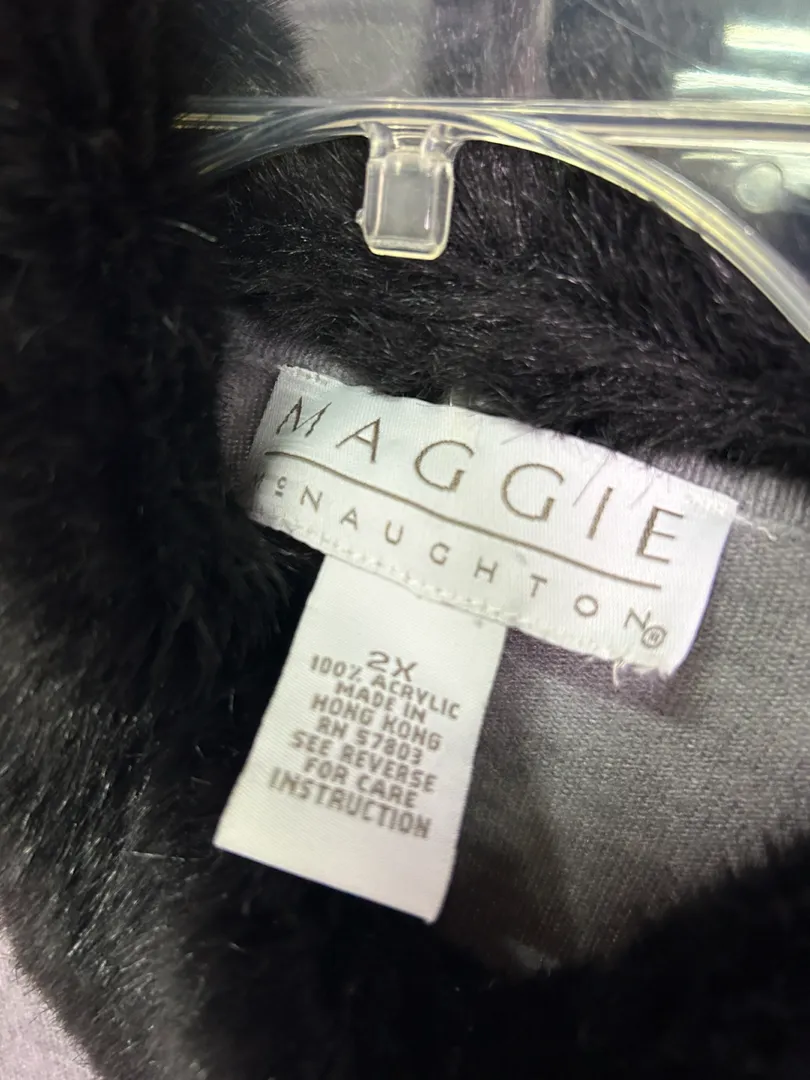 MAGGIE
McNAUGHTON®
2X
100% ACRYLIC
MADE IN
HONG KONG
RN 57803
SEE REVERSE
FOR CARE
INSTRUCTION